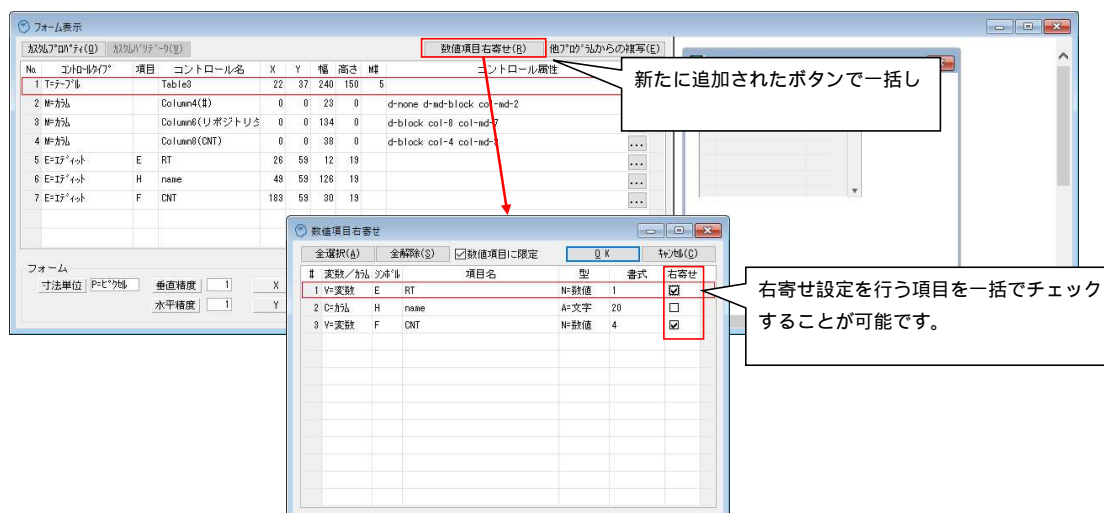 フォーム表示
ｶｽﾀﾑﾌﾟﾛﾊﾟﾃｨ(Q) ｶｽﾀﾑﾊﾞﾘﾃﾞｰﾀ(V) 数値項目右寄せ(R) 他ﾌﾟﾛｸﾞﾗﾑからの複写(E)
No. ｺﾝﾄﾛｰﾙﾀｲﾌﾟ 項目 コントロール名 X Y 幅 高さ M# コントロール属性
1 T=ﾃｰﾌﾞﾙ Table3 22 37 240 150 5
2 M=ｶﾗﾑ Column4(#) 0 0 23 0 d-none d-md-block col-md-2
3 M=ｶﾗﾑ Column6(リポジトリ 0 0 134 0 d-block col-8 col-md-7
4 M=ｶﾗﾑ Column8(CNT) 0 0 38 0 d-block col-4 col-md-3 ...
5 E=ｴﾃﾞｨｯﾄ E RT 26 59 12 19 ...
6 E=ｴﾃﾞｨｯﾄ H name 49 59 126 19 ...
7 E=ｴﾃﾞｨｯﾄ F CNT 183 59 30 19 ...
新たに追加されたボタンで一括し
フォーム
寸法単位 P=ﾋﾟｸｾﾙ 垂直精度 1 X
水平精度 1 Y
数値項目右寄せ
全選択(A) 全解除(S) 数値項目に限定 OK ｷｬﾝｾﾙ(C)
# 変数／ｶﾗﾑ ｼﾝﾎﾞﾙ 項目名 型 書式 右寄せ
1 V=変数 E RT N=数値 1
2 C=ｶﾗﾑ H name A=文字 20
3 V=変数 F CNT N=数値 4
右寄せ設定を行う項目を一括でチェック
することが可能です。